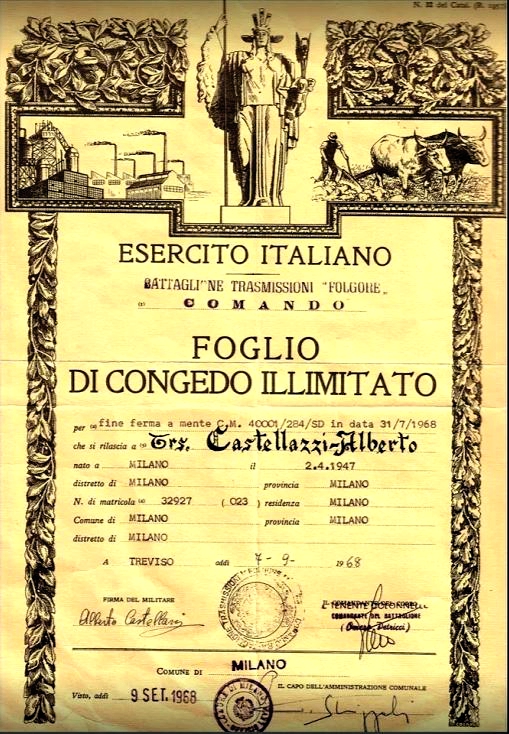 N. 22 del Catal. (R. 1957)
ESERCITO ITALIANO
BATTAGLIONE TRASMISSIONI "FOLGORE"
COMANDO
FOGLIO
DI CONGEDO ILLIMITATO
per fine ferma a mente C.M. 40001/284/SD in data 31/7/1968
che si rilascia a Trs. Castellazzi-Alberto
nato a MILANO il 2.4.1947
distretto di MILANO provincia MILANO
N. di matricola 32927 (023) residenza MILANO
Comune di MILANO provincia MILANO
distretto di MILANO
A TREVISO addì 7-9-1968
FIRMA DEL MILITARE
Alberto Castellazzi
IL TENENTE COLONNELLO
COMANDANTE DEL BATTAGLIONE
COMUNE DI MILANO
Visto, addì 9 SET. 1968
IL CAPO DELL'AMMINISTRAZIONE COMUNALE